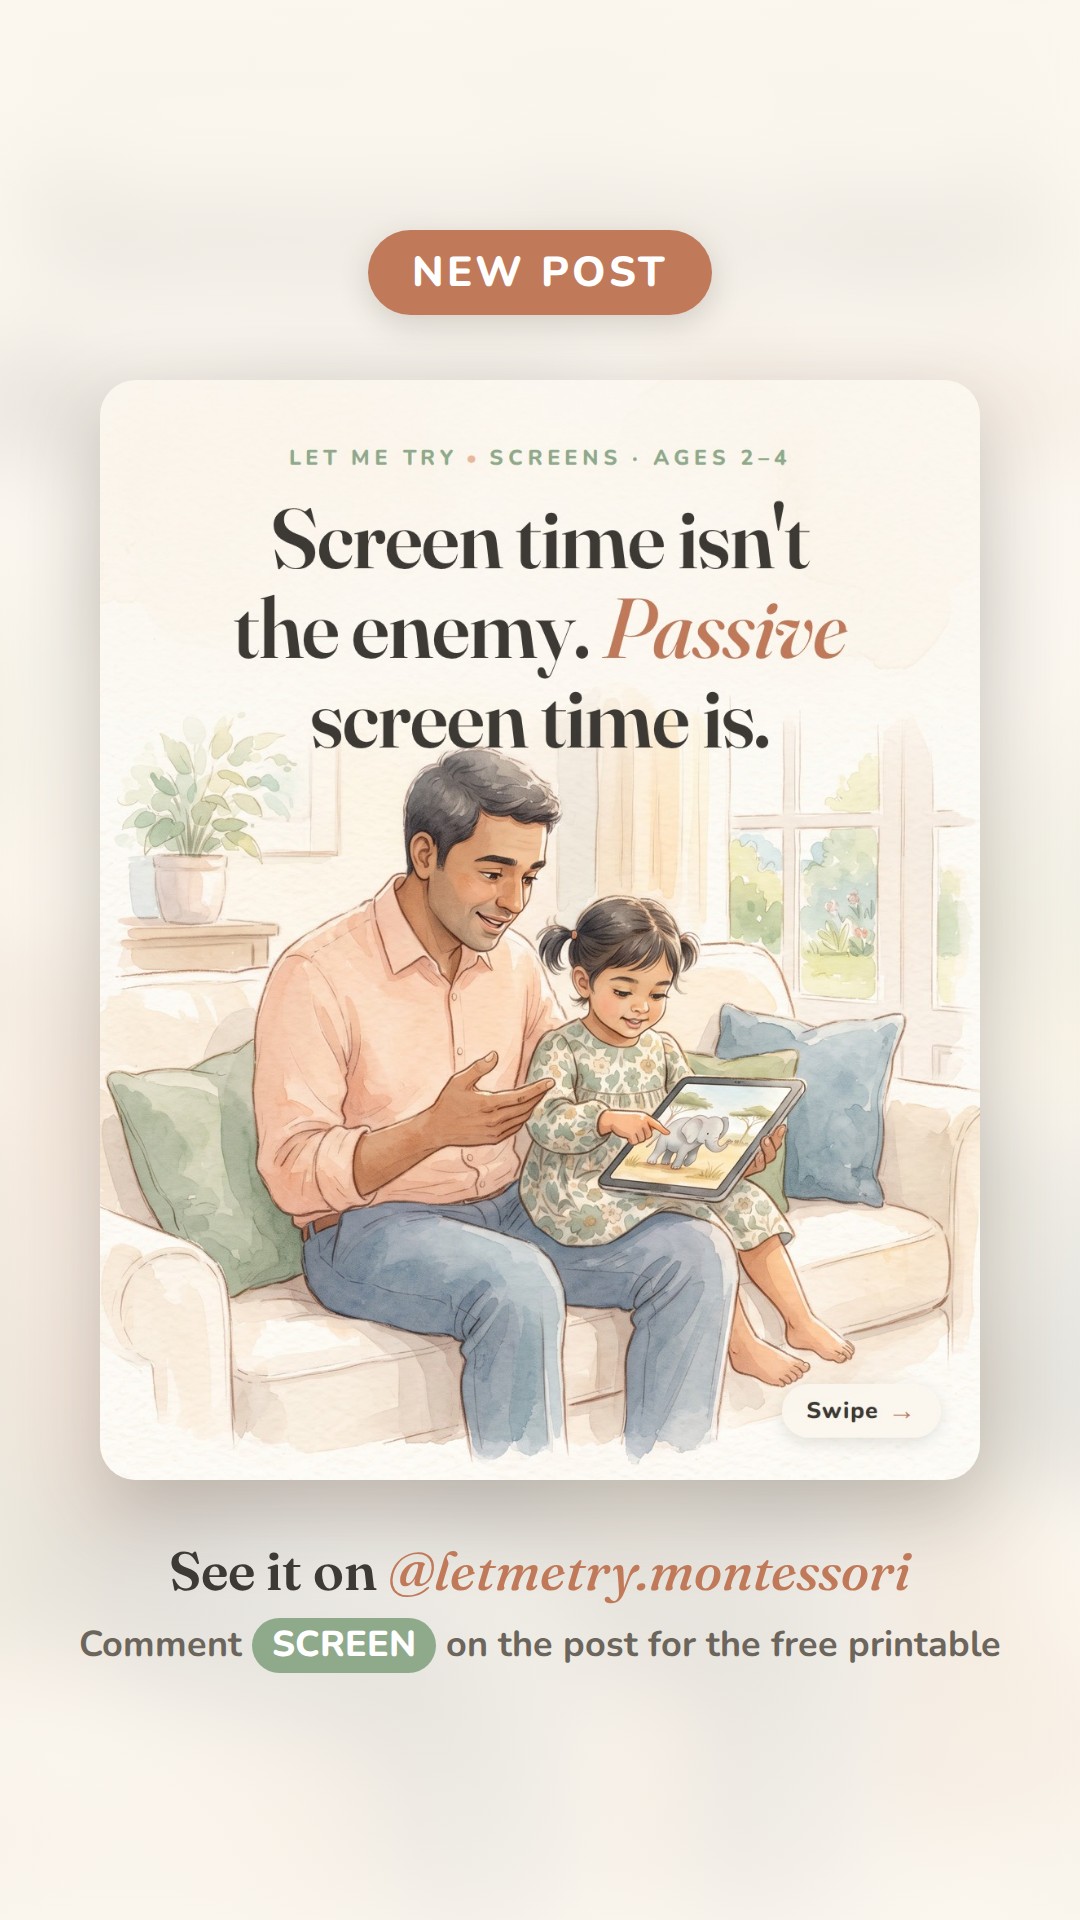 NEW POST
LET ME TRY • SCREENS · AGES 2–4
Screen time isn't
the enemy. Passive
screen time is.
Swipe →
See it on @letmetry.montessori
Comment SCREEN on the post for the free printable